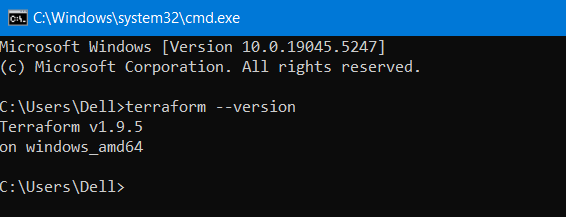 C:\Windows\system32\cmd.exe
Microsoft Windows [Version 10.0.19045.5247]
(c) Microsoft Corporation. All rights reserved.
C:\Users\Dell>terraform --version
Terraform v1.9.5
on windows_amd64
C:\Users\Dell>